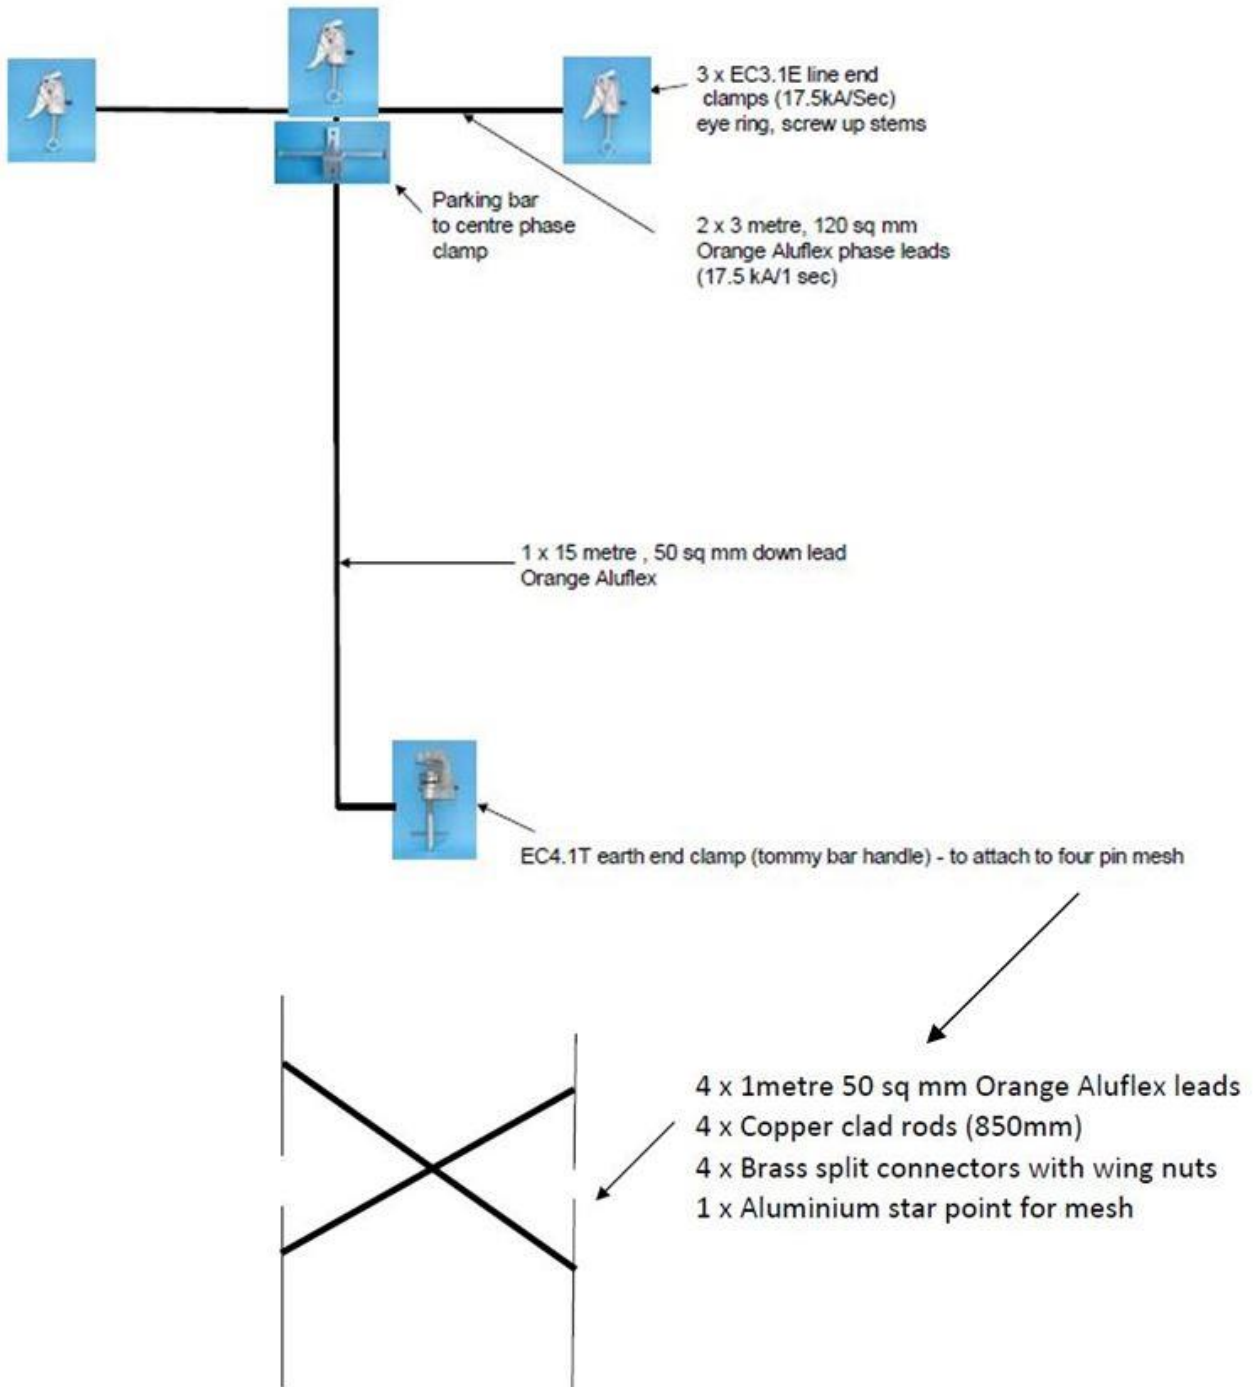 3 x EC3.1E line end
clamps (17.5kA/Sec)
eye ring, screw up stems
Parking bar
to centre phase
clamp
2 x 3 metre, 120 sq mm
Orange Aluflex phase leads
(17.5 kA/1 sec)
1 x 15 metre , 50 sq mm down lead
Orange Aluflex
EC4.1T earth end clamp (tommy bar handle) - to attach to four pin mesh
4 x 1metre 50 sq mm Orange Aluflex leads
4 x Copper clad rods (850mm)
4 x Brass split connectors with wing nuts
1 x Aluminium star point for mesh